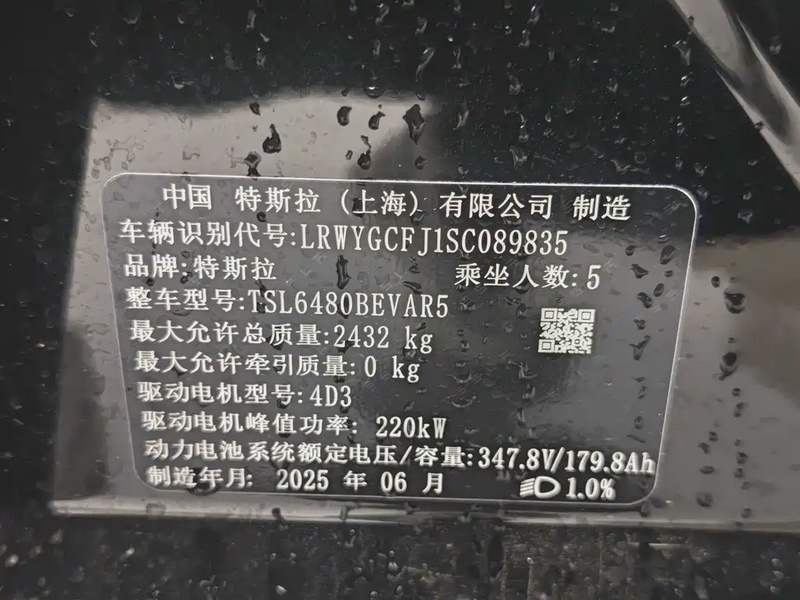 中国 特斯拉 (上海) 有限公司 制造
车辆识别代号:LRWYGCFJ1SC089835
品牌:特斯拉 乘坐人数:5
整车型号:TSL6480BEVAR5
最大允许总质量:2432 kg
最大允许牵引质量:0 kg
驱动电机型号:4D3
驱动电机峰值功率: 220kW
动力电池系统额定电压/容量:347.8V/179.8Ah
制造年月: 2025 年 06 月 1.0%